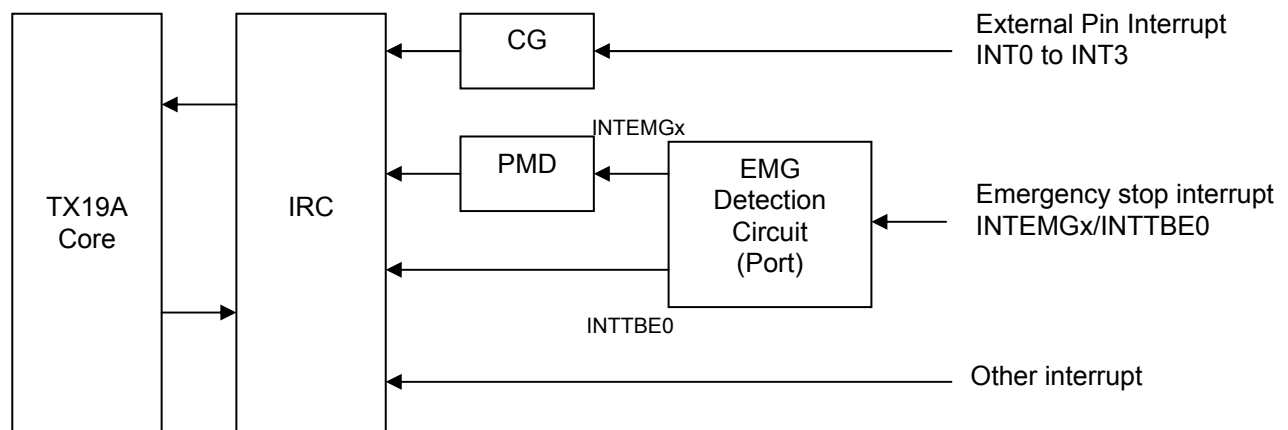 CG
External Pin Interrupt
INT0 to INT3
INTEMGx
PMD
EMG
Detection
Circuit
(Port)
TX19A
Core
IRC
Emergency stop interrupt
INTEMGx/INTTBE0
INTTBE0
Other interrupt